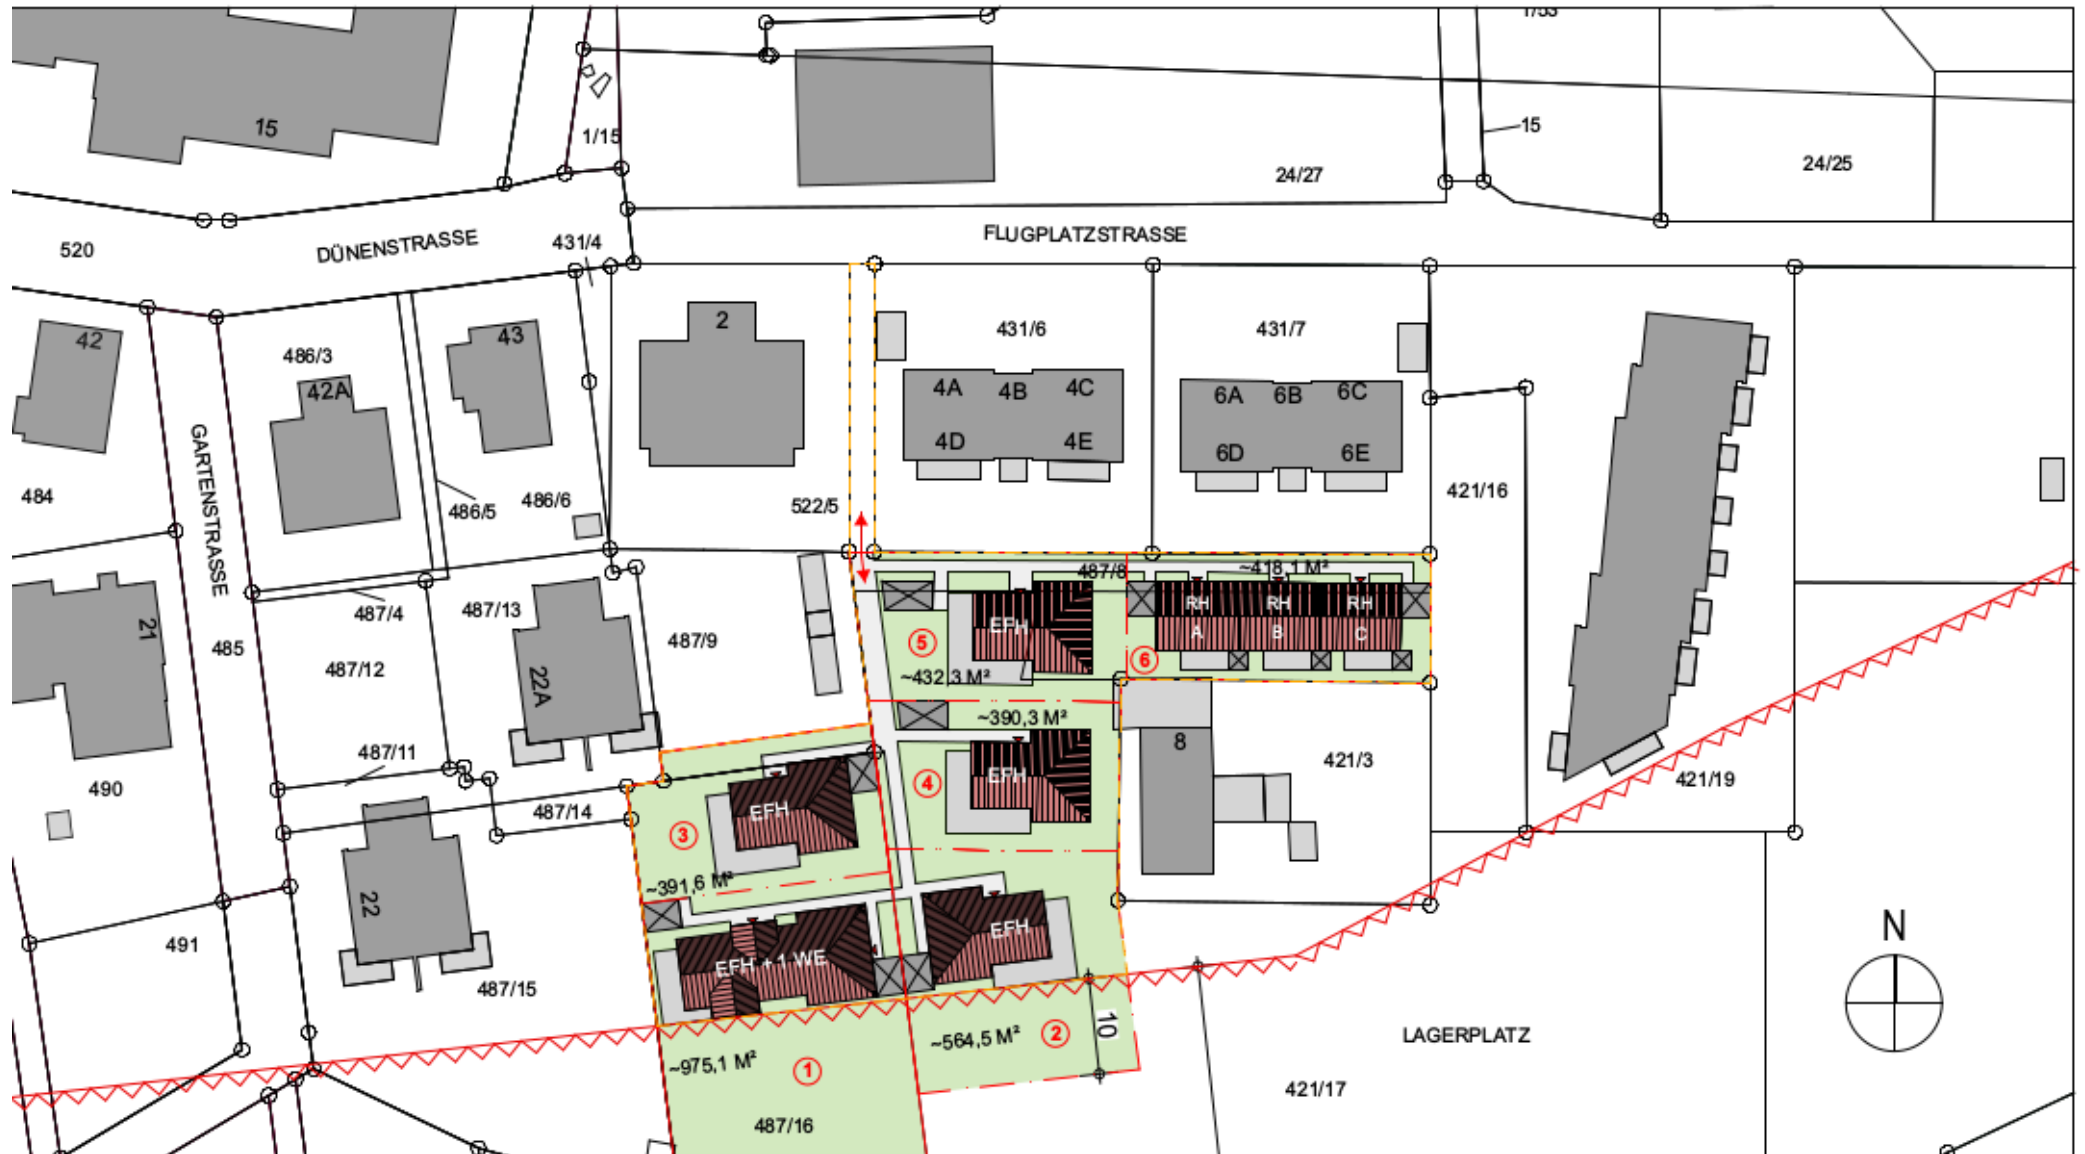 1/53
15
1/15
15
24/27
24/25
520
DÜNENSTRASSE
431/4
FLUGPLATZSTRASSE
42
486/3
42A
43
2
431/6
431/7
4A
4B
4C
6A
6B
6C
4D
4E
6D
6E
GARTENSTRASSE
484
486/5
486/6
522/5
421/16
487/8
~418,1 M²
487/4
487/13
RH
RH
RH
21
485
487/9
EFH
A
B
C
5
6
487/12
22A
~432,3 M²
~390,3 M²
487/11
8
421/3
421/19
490
487/14
EFH
4
EFH
3
~391,6 M²
22
491
EFH
EFH + 1 WE
N
487/15
10
~564,5 M²
2
LAGERPLATZ
~975,1 M²
1
421/17
487/16